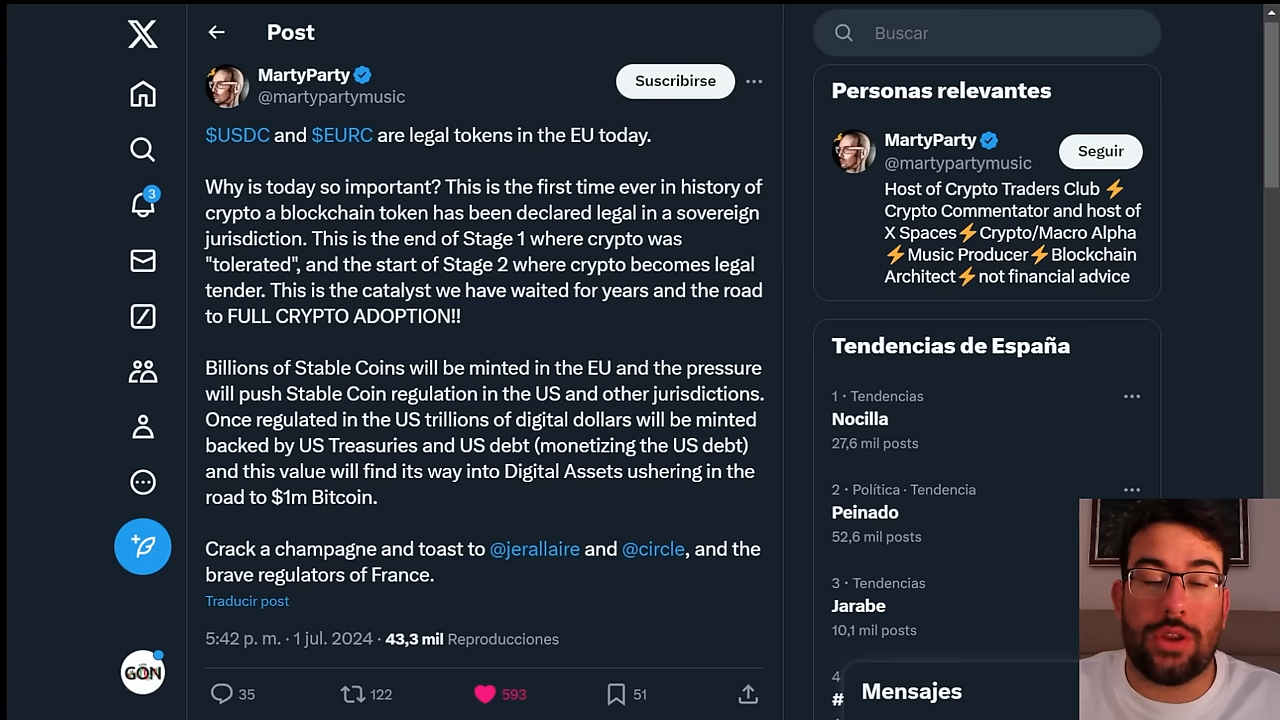 Post
MartyParty
@martypartymusic
Suscribirse
$USDC and $EURC are legal tokens in the EU today.
Why is today so important? This is the first time ever in history of
crypto a blockchain token has been declared legal in a sovereign
jurisdiction. This is the end of Stage 1 where crypto was
"tolerated", and the start of Stage 2 where crypto becomes legal
tender. This is the catalyst we have waited for years and the road
to FULL CRYPTO ADOPTION!!
Billions of Stable Coins will be minted in the EU and the pressure
will push Stable Coin regulation in the US and other jurisdictions.
Once regulated in the US trillions of digital dollars will be minted
backed by US Treasuries and US debt (monetizing the US debt)
and this value will find its way into Digital Assets ushering in the
road to $1m Bitcoin.
Crack a champagne and toast to @jerallaire and @circle, and the
brave regulators of France.
Traducir post
5:42 p. m. · 1 jul. 2024 · 43,3 mil Reproducciones
35
122
593
51
3
GON
Buscar
Personas relevantes
MartyParty
@martypartymusic
Seguir
Host of Crypto Traders Club ⚡
Crypto Commentator and host of
X Spaces⚡Crypto/Macro Alpha
⚡Music Producer⚡Blockchain
Architect⚡not financial advice
Tendencias de España
1 · Tendencias
Nocilla
27,6 mil posts
2 · Política · Tendencia
Peinado
52,6 mil posts
3 · Tendencias
Jarabe
10,1 mil posts
4
#
Mensajes